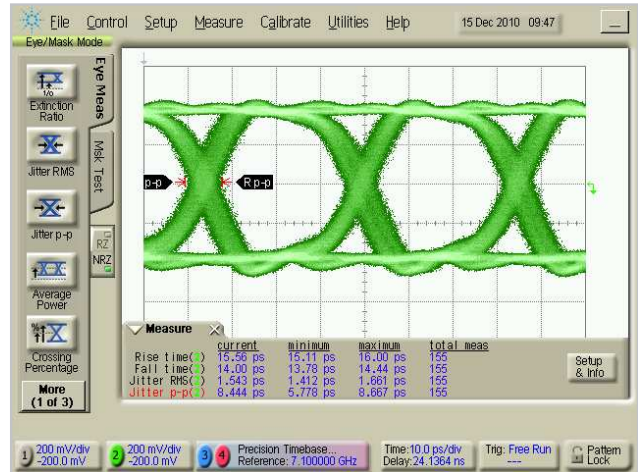 File Control Setup Measure Calibrate Utilities Help 15 Dec 2010 09:47
Eye/Mask Mode
Eye Meas
Msk Test
1/0
Extinction Ratio
Jitter RMS
Jitter p-p
RZ
NRZ
Average Power
Crossing Percentage
More
(1 of 3)
p-p
R p-p
Measure
current minimum maximum total meas
Rise time(2) 15.56 ps 15.11 ps 16.00 ps 155
Fall time(2) 14.00 ps 13.78 ps 14.44 ps 155
Jitter RMS(2) 1.543 ps 1.412 ps 1.661 ps 155
Jitter p-p(2) 8.444 ps 5.778 ps 8.667 ps 155
Setup
& Info
1 200 mV/div
-200.0 mV
2 200 mV/div
-200.0 mV
3 4 Precision Timebase...
Reference: 7.100000 GHz
Time:10.0 ps/div
Delay:24.1364 ns
Trig: Free Run
---
Pattern
Lock